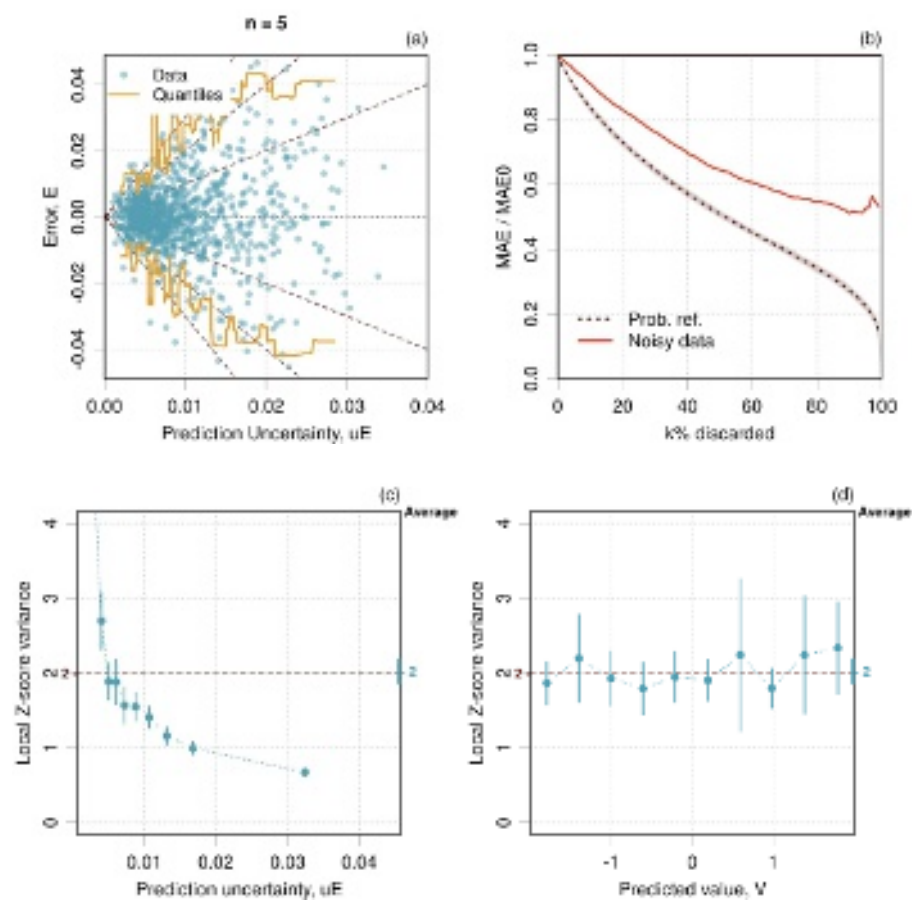 n = 5
(a)
Data
Quantiles
Error, E
0.04
0.02
0.00
-0.02
-0.04
0.00
0.01
0.02
0.03
0.04
Prediction Uncertainty, uE
(b)
MAE / MAE0
1.0
0.8
0.6
0.4
0.2
0.0
Prob. ref.
Noisy data
0
20
40
60
80
100
k% discarded
(c)
Average
Local Z-score variance
4
3
2
2
1
0
2
0.01
0.02
0.03
0.04
Prediction uncertainty, uE
(d)
Average
Local Z-score variance
4
3
2
2
1
0
2
-1
0
1
Predicted value, V